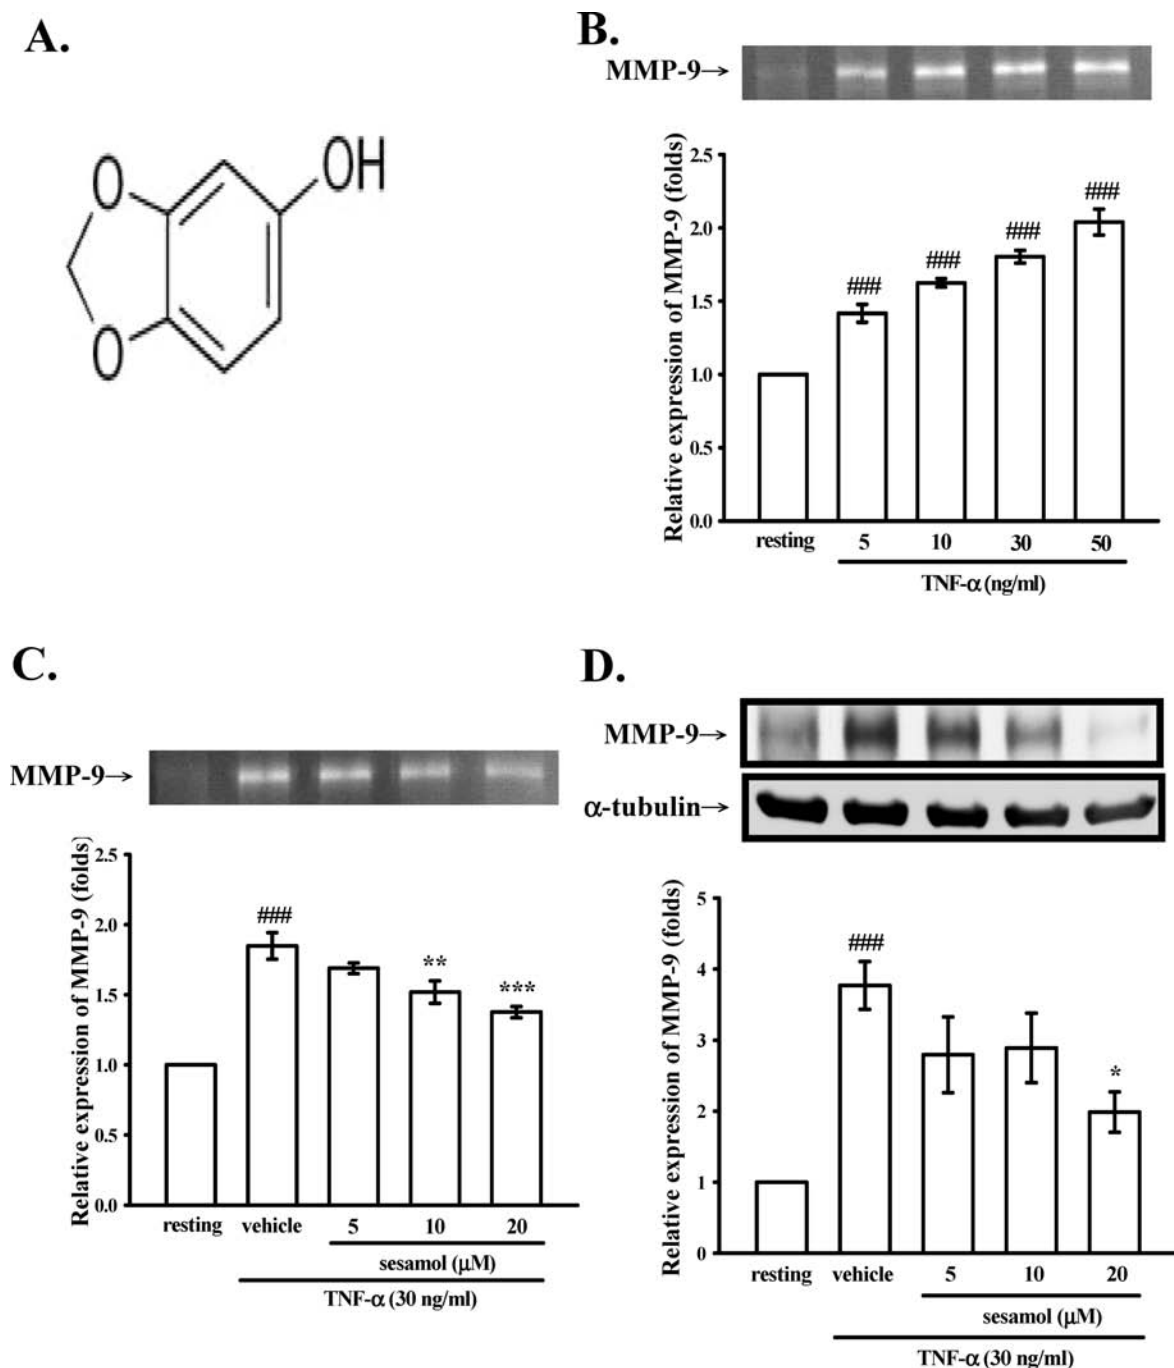 A.
O
OH
O
B.
MMP-9→
Relative expression of MMP-9 (folds)
2.5
2.0
1.5
1.0
0.5
0.0
###
###
###
###
resting 5 10 30 50
TNF-α (ng/ml)
C.
MMP-9→
Relative expression of MMP-9 (folds)
2.5
2.0
1.5
1.0
0.5
0.0
###
**
***
resting vehicle 5 10 20
sesamol (μM)
TNF-α (30 ng/ml)
D.
MMP-9→
α-tubulin→
Relative expression of MMP-9 (folds)
5
4
3
2
1
0
###
*
resting vehicle 5 10 20
sesamol (μM)
TNF-α (30 ng/ml)